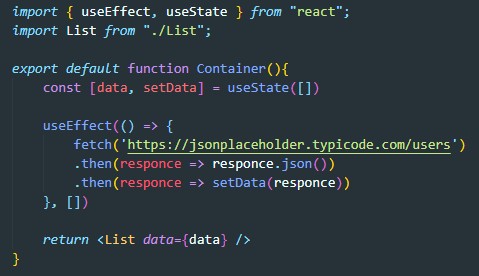 import { useEffect, useState } from "react";
import List from "./List";
export default function Container(){
const [data, setData] = useState([])
useEffect(() => {
fetch('https://jsonplaceholder.typicode.com/users')
.then(responce => responce.json())
.then(responce => setData(responce))
}, [])
return <List data={data} />
}